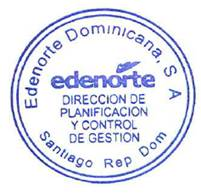 Edenorte Dominicana, S A
edenorte
DIRECCION DE
PLANIFICACION
Y CONTROL
DE GESTION
Santiago Rep Dom